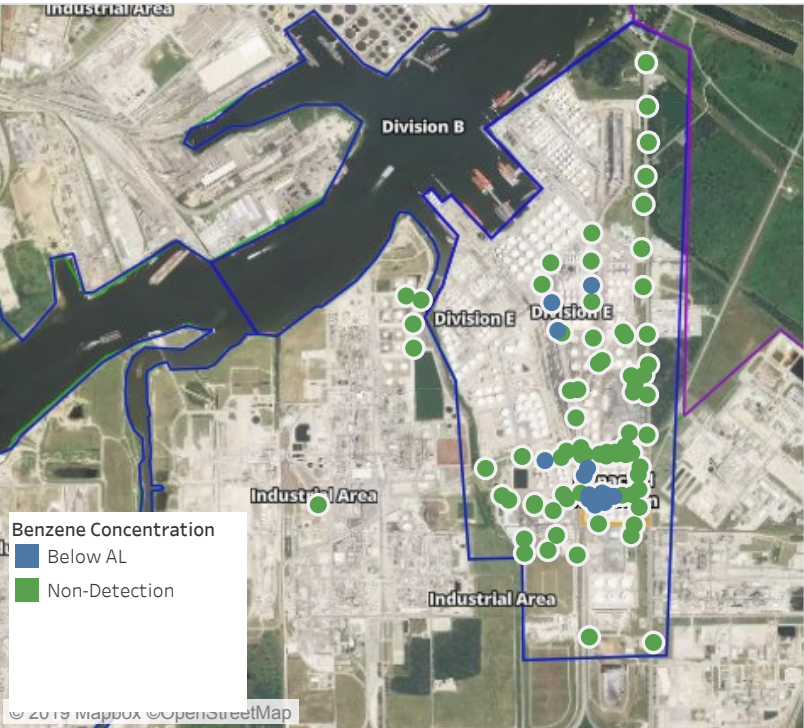 Industrial Area
Division B
Division E
Division E
Industrial Area
Benzene Concentration
Below AL
Non-Detection
Industrial Area
© 2019 Mapbox ©OpenStreetMap